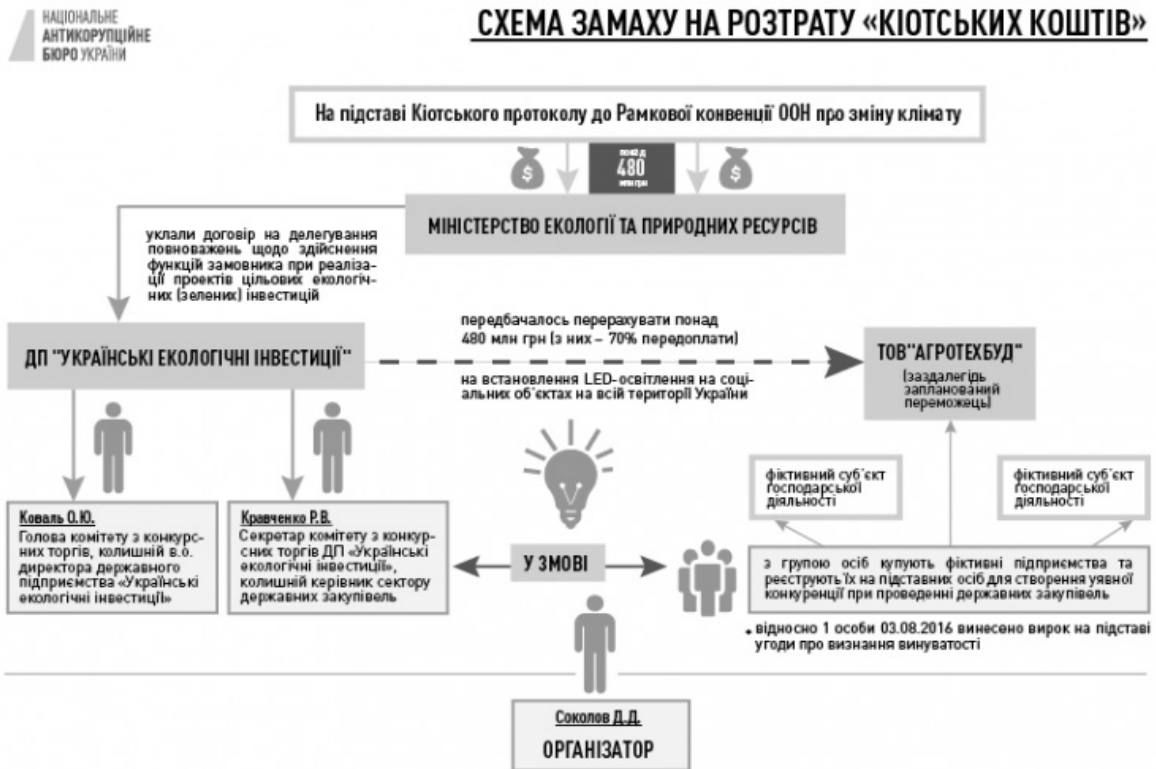 НАЦІОНАЛЬНЕ
АНТИКОРУПЦІЙНЕ
БЮРО УКРАЇНИ
СХЕМА ЗАМАХУ НА РОЗТРАТУ «КІОТСЬКИХ КОШТІВ»
На підставі Кіотського протоколу до Рамкової конвенції ООН про зміну клімату
$
понад
480
млн грн
$
МІНІСТЕРСТВО ЕКОЛОГІЇ ТА ПРИРОДНИХ РЕСУРСІВ
уклали договір на делегування
повноважень щодо здійснення
функцій замовника при реаліза-
ції проектів цільових екологіч-
них (зелених) інвестицій
ДП "УКРАЇНСЬКІ ЕКОЛОГІЧНІ ІНВЕСТИЦІЇ"
передбачалось перерахувати понад
480 млн грн (з них – 70% передоплати)
на встановлення LED-освітлення на соці-
альних об'єктах на всій території України
ТОВ"АГРОТЕХБУД"
(заздалегідь
запланований
переможець)
Коваль О.Ю.
Голова комітету з конкурс-
них торгів, колишній в.о.
директора державного
підприємства «Українські
екологічні інвестиції»
Кравченко Р.В.
Секретар комітету з конкур-
сних торгів ДП «Українські
екологічні інвестиції»,
колишній керівник сектору
державних закупівель
У ЗМОВІ
фіктивний суб'єкт
господарської
діяльності
фіктивний суб'єкт
господарської
діяльності
з групою осіб купують фіктивні підприємства та
реєструють їх на підставних осіб для створення уявної
конкуренції при проведенні державних закупівель
відносно 1 особи 03.08.2016 винесено вирок на підставі
угоди про визнання винуватості
Соколов Д.Д.
ОРГАНІЗАТОР